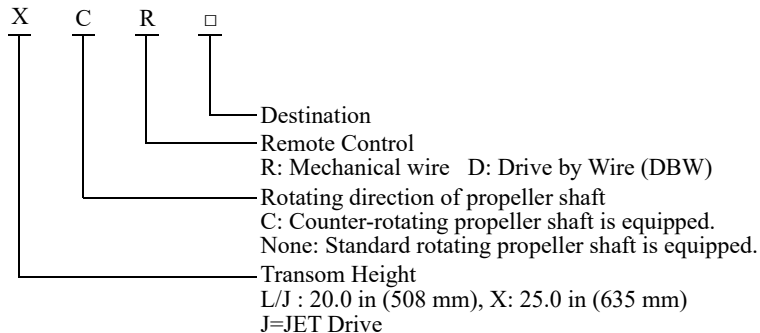 X C R □
Destination
Remote Control
R: Mechanical wire D: Drive by Wire (DBW)
Rotating direction of propeller shaft
C: Counter-rotating propeller shaft is equipped.
None: Standard rotating propeller shaft is equipped.
Transom Height
L/J : 20.0 in (508 mm), X: 25.0 in (635 mm)
J=JET Drive